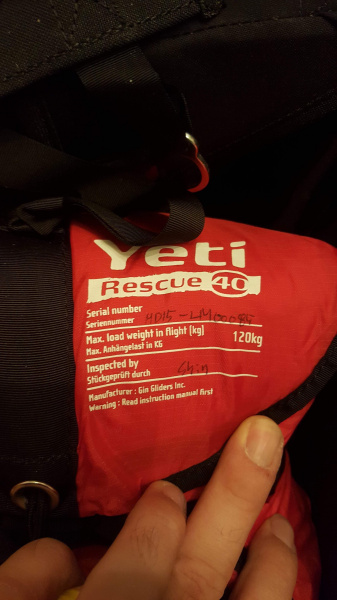 Yeti
Rescue 40
Serial number
Seriennummer
Max. load weight in flight (kg) 120kg
Max. Anhängelast in KG
Inspected by
Stückgeprüft durch
Manufacturer : Gin Gliders Inc.
Warning : Read instruction manual first